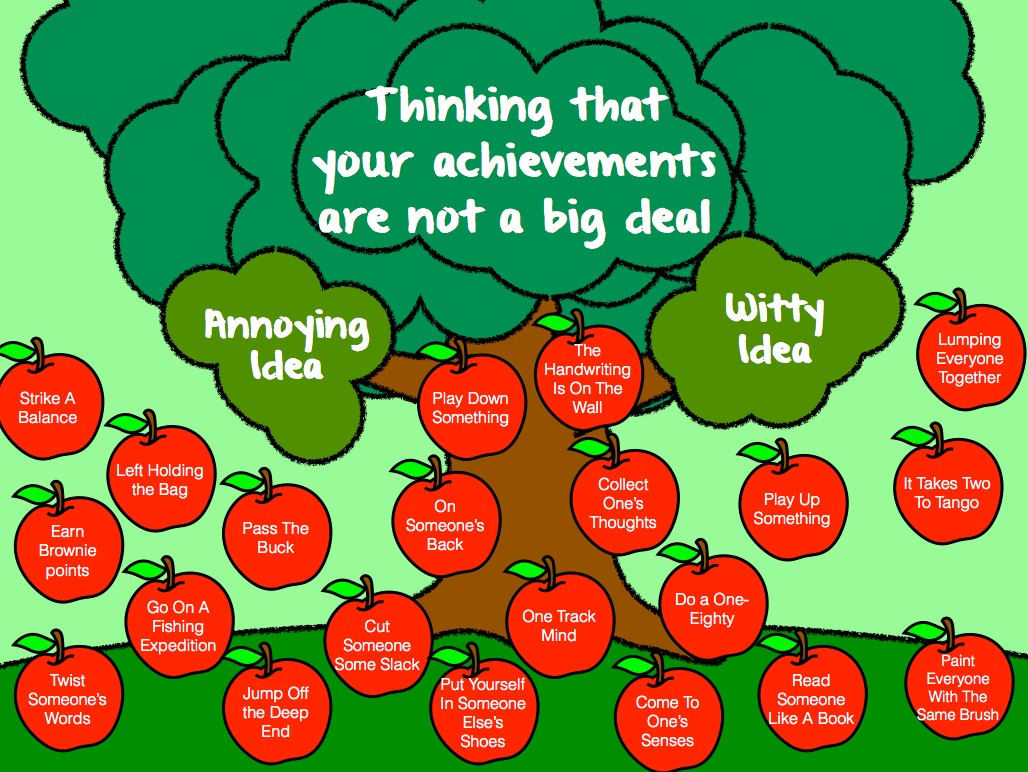 Thinking that
your achievements
are not a big deal
Annoying
Idea
Witty
Idea
Strike A
Balance
Play Down
Something
The
Handwriting
Is On The
Wall
Lumping
Everyone
Together
Left Holding
the Bag
Earn
Brownie
points
Pass The
Buck
On
Someone's
Back
Collect
One's
Thoughts
Play Up
Something
It Takes Two
To Tango
Go On A
Fishing
Expedition
Cut
Someone
Some Slack
One Track
Mind
Do a One-
Eighty
Twist
Someone's
Words
Jump Off
the Deep
End
Put Yourself
In Someone
Else's
Shoes
Come To
One's
Senses
Read
Someone
Like A Book
Paint
Everyone
With The
Same Brush